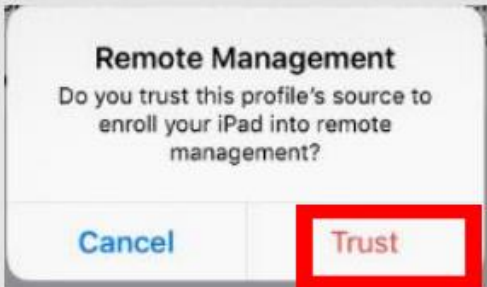 Remote Management
Do you trust this profile's source to
enroll your iPad into remote
management?
Cancel
Trust